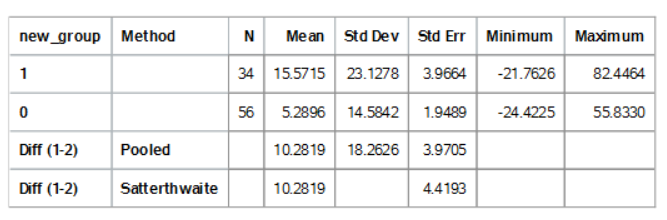 new_group Method N Mean Std Dev Std Err Minimum Maximum
1 34 15.5715 23.1278 3.9664 -21.7626 82.4464
0 56 5.2896 14.5842 1.9489 -24.4225 55.8330
Diff (1-2) Pooled 10.2819 18.2626 3.9705
Diff (1-2) Satterthwaite 10.2819 4.4193